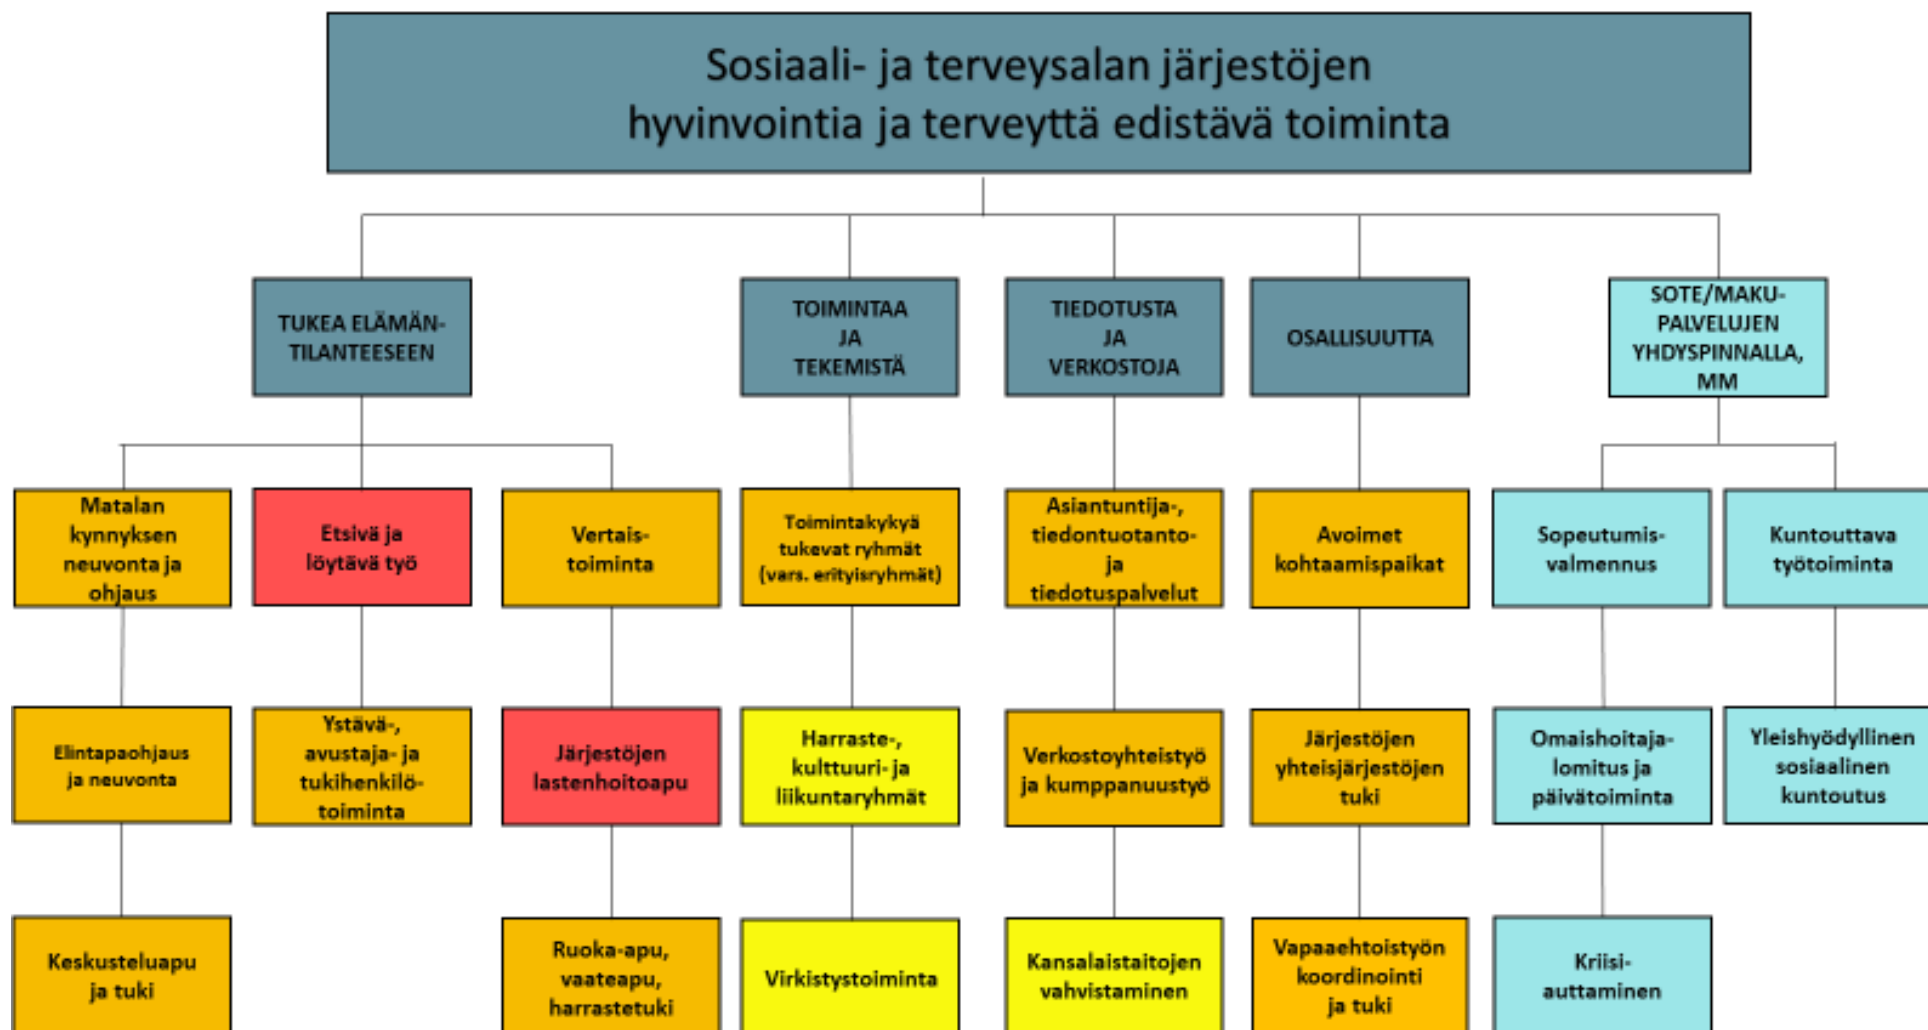 Sosiaali- ja terveysalan järjestöjen
hyvinvointia ja terveyttä edistävä toiminta
TUKEA ELÄMÄN-
TILANTEESEEN
TOIMINTAA
JA
TEKEMISTÄ
TIEDOTUSTA
JA
VERKOSTOJA
OSALLISUUTTA
SOTE/MAKU-
PALVELUJEN
YHDYSPINNALLA,
MM
Matalan
kynnyksen
neuvonta ja
ohjaus
Etsivä ja
löytävä työ
Vertais-
toiminta
Toimintakykyä
tukevat ryhmät
(vars. erityisryhmät)
Asiantuntija-,
tiedontuotanto-
ja
tiedotuspalvelut
Avoimet
kohtaamispaikat
Sopeutumis-
valmennus
Kuntouttava
työtoiminta
Elintapaohjaus
ja neuvonta
Ystävä-,
avustaja- ja
tukihenkilö-
toiminta
Järjestöjen
lastenhoitoapu
Harraste-,
kulttuuri- ja
liikuntaryhmät
Verkostoyhteistyö
ja kumppanuustyö
Järjestöjen
yhteisjärjestöjen
tuki
Omaishoitaja-
lomitus ja
päivätoiminta
Yleishyödyllinen
sosiaalinen
kuntoutus
Keskusteluapu
ja tuki
Ruoka-apu,
vaateapu,
harrastetuki
Virkistystoiminta
Kansalaistaitojen
vahvistaminen
Vapaaehtoistyön
koordinointi
ja tuki
Kriisi-
auttaminen